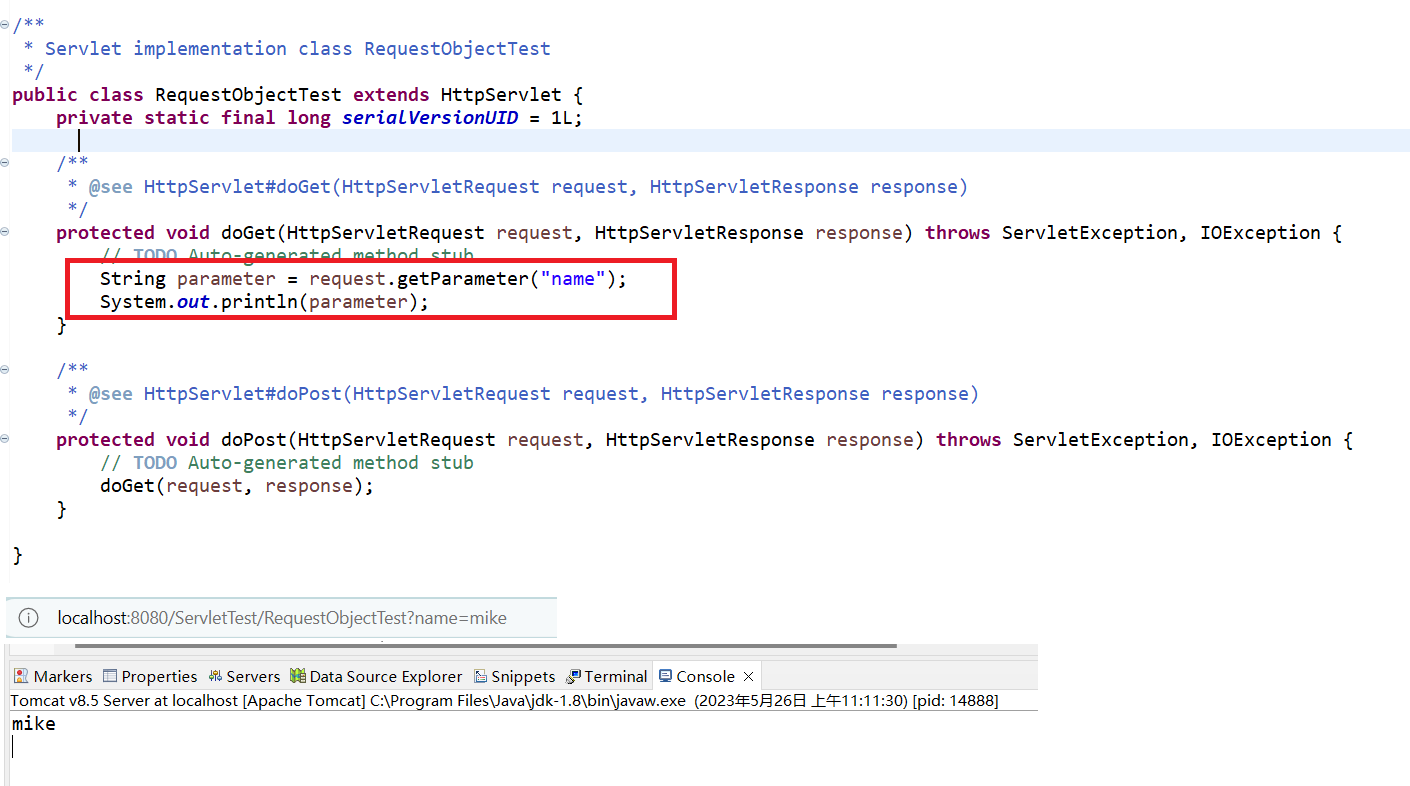 /**
 * Servlet implementation class RequestObjectTest
 */
public class RequestObjectTest extends HttpServlet {
    private static final long serialVersionUID = 1L;
    /**
     * @see HttpServlet#doGet(HttpServletRequest request, HttpServletResponse response)
     */
    protected void doGet(HttpServletRequest request, HttpServletResponse response) throws ServletException, IOException {
        // TODO Auto-generated method stub
        String parameter = request.getParameter("name");
        System.out.println(parameter);
    }
    /**
     * @see HttpServlet#doPost(HttpServletRequest request, HttpServletResponse response)
     */
    protected void doPost(HttpServletRequest request, HttpServletResponse response) throws ServletException, IOException {
        // TODO Auto-generated method stub
        doGet(request, response);
    }
}
localhost:8080/ServletTest/RequestObjectTest?name=mike
Markers Properties Servers Data Source Explorer Snippets Terminal Console
Tomcat v8.5 Server at localhost [Apache Tomcat] C:\Program Files\Java\jdk-1.8\bin\javaw.exe (2023年5月26日 上午11:11:30) [pid: 14888]
mike